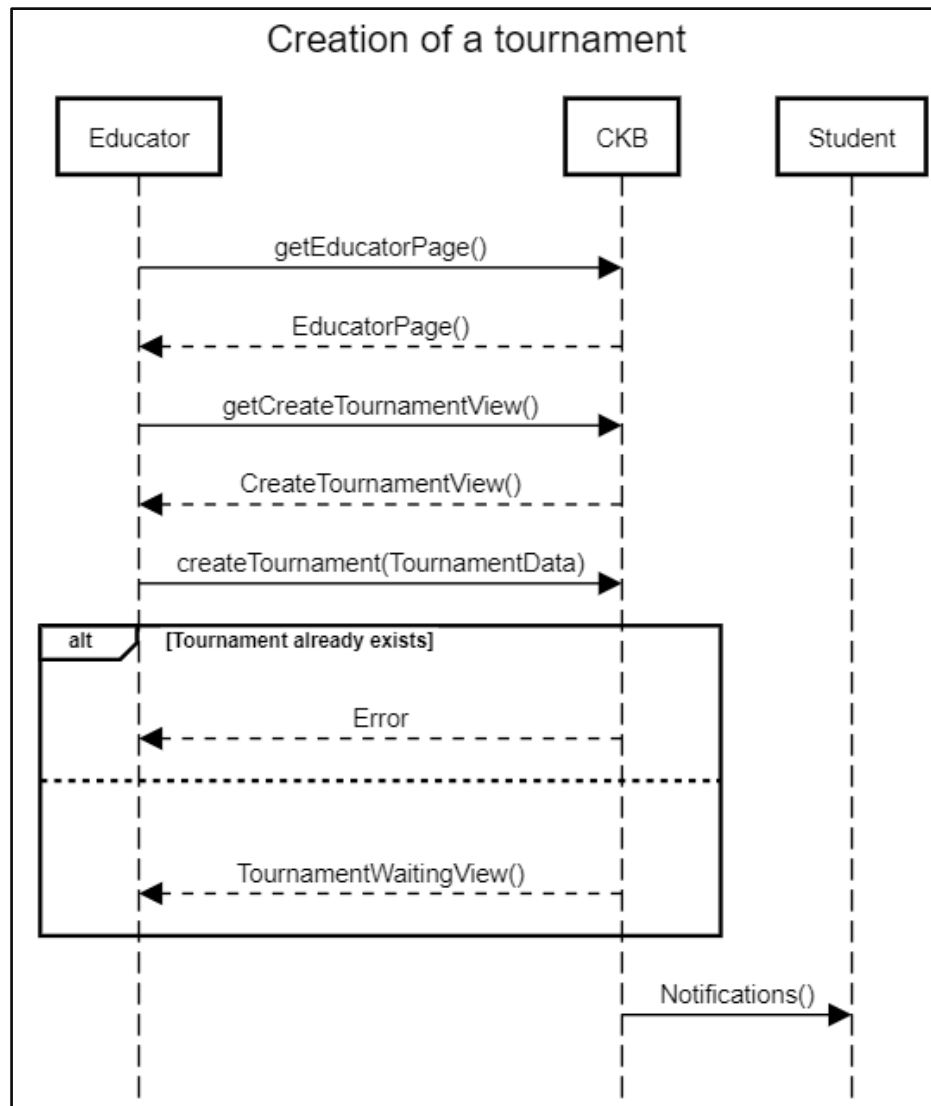 Creation of a tournament
Educator
CKB
Student
getEducatorPage()
EducatorPage()
getCreateTournamentView()
CreateTournamentView()
createTournament(TournamentData)
alt
[Tournament already exists]
Error
TournamentWaitingView()
Notifications()